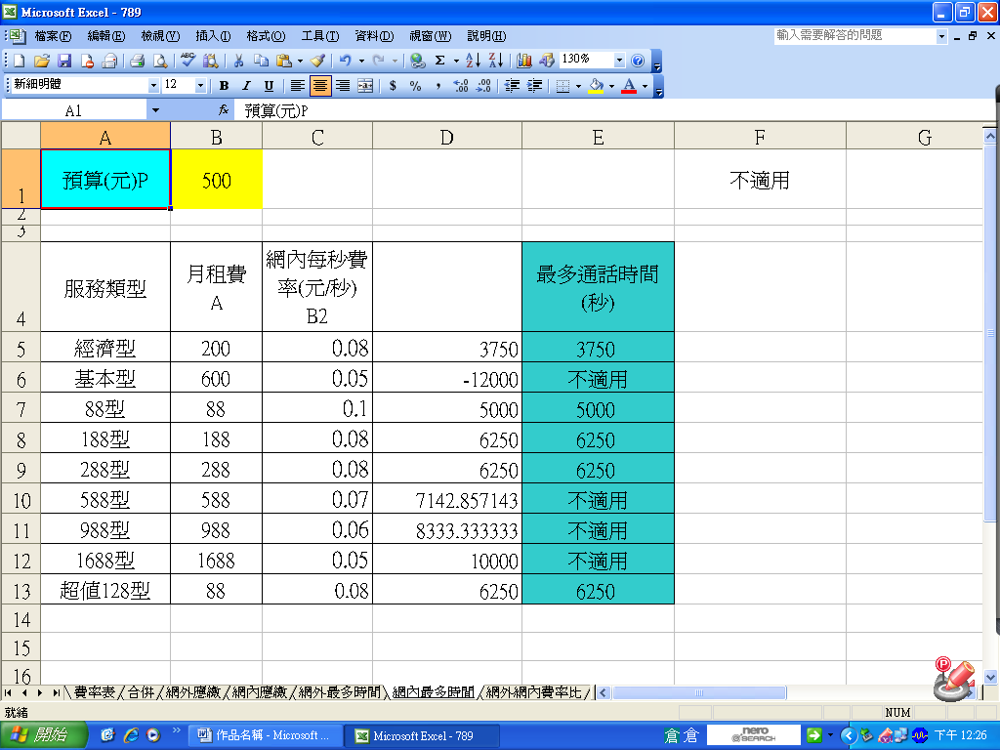 Microsoft Excel - 789
檔案(F) 編輯(E) 檢視(V) 插入(I) 格式(O) 工具(T) 資料(D) 視窗(W) 說明(H) 輸入需要解答的問題
130%
新細明體 12 B I U $ % ,
A1 fx 預算(元)P
A B C D E F G
1 預算(元)P 500 不適用
2
3
4 服務類型 月租費 A 網內每秒費率(元/秒) B2 最多通話時間(秒)
5 經濟型 200 0.08 3750 3750
6 基本型 600 0.05 -12000 不適用
7 88型 88 0.1 5000 5000
8 188型 188 0.08 6250 6250
9 288型 288 0.08 6250 6250
10 588型 588 0.07 7142.857143 不適用
11 988型 988 0.06 8333.333333 不適用
12 1688型 1688 0.05 10000 不適用
13 超值128型 88 0.08 6250 6250
14
15
16
費率表 / 合併 / 網外應繳 / 網內應繳 / 網外最多時間 \ 網內最多時間 / 網外網內費率比 /
就緒 NUM
開始 作品名稱 - Microsoft ... Microsoft Excel - 789 倉 倉 nero SEARCH 下午 12:26